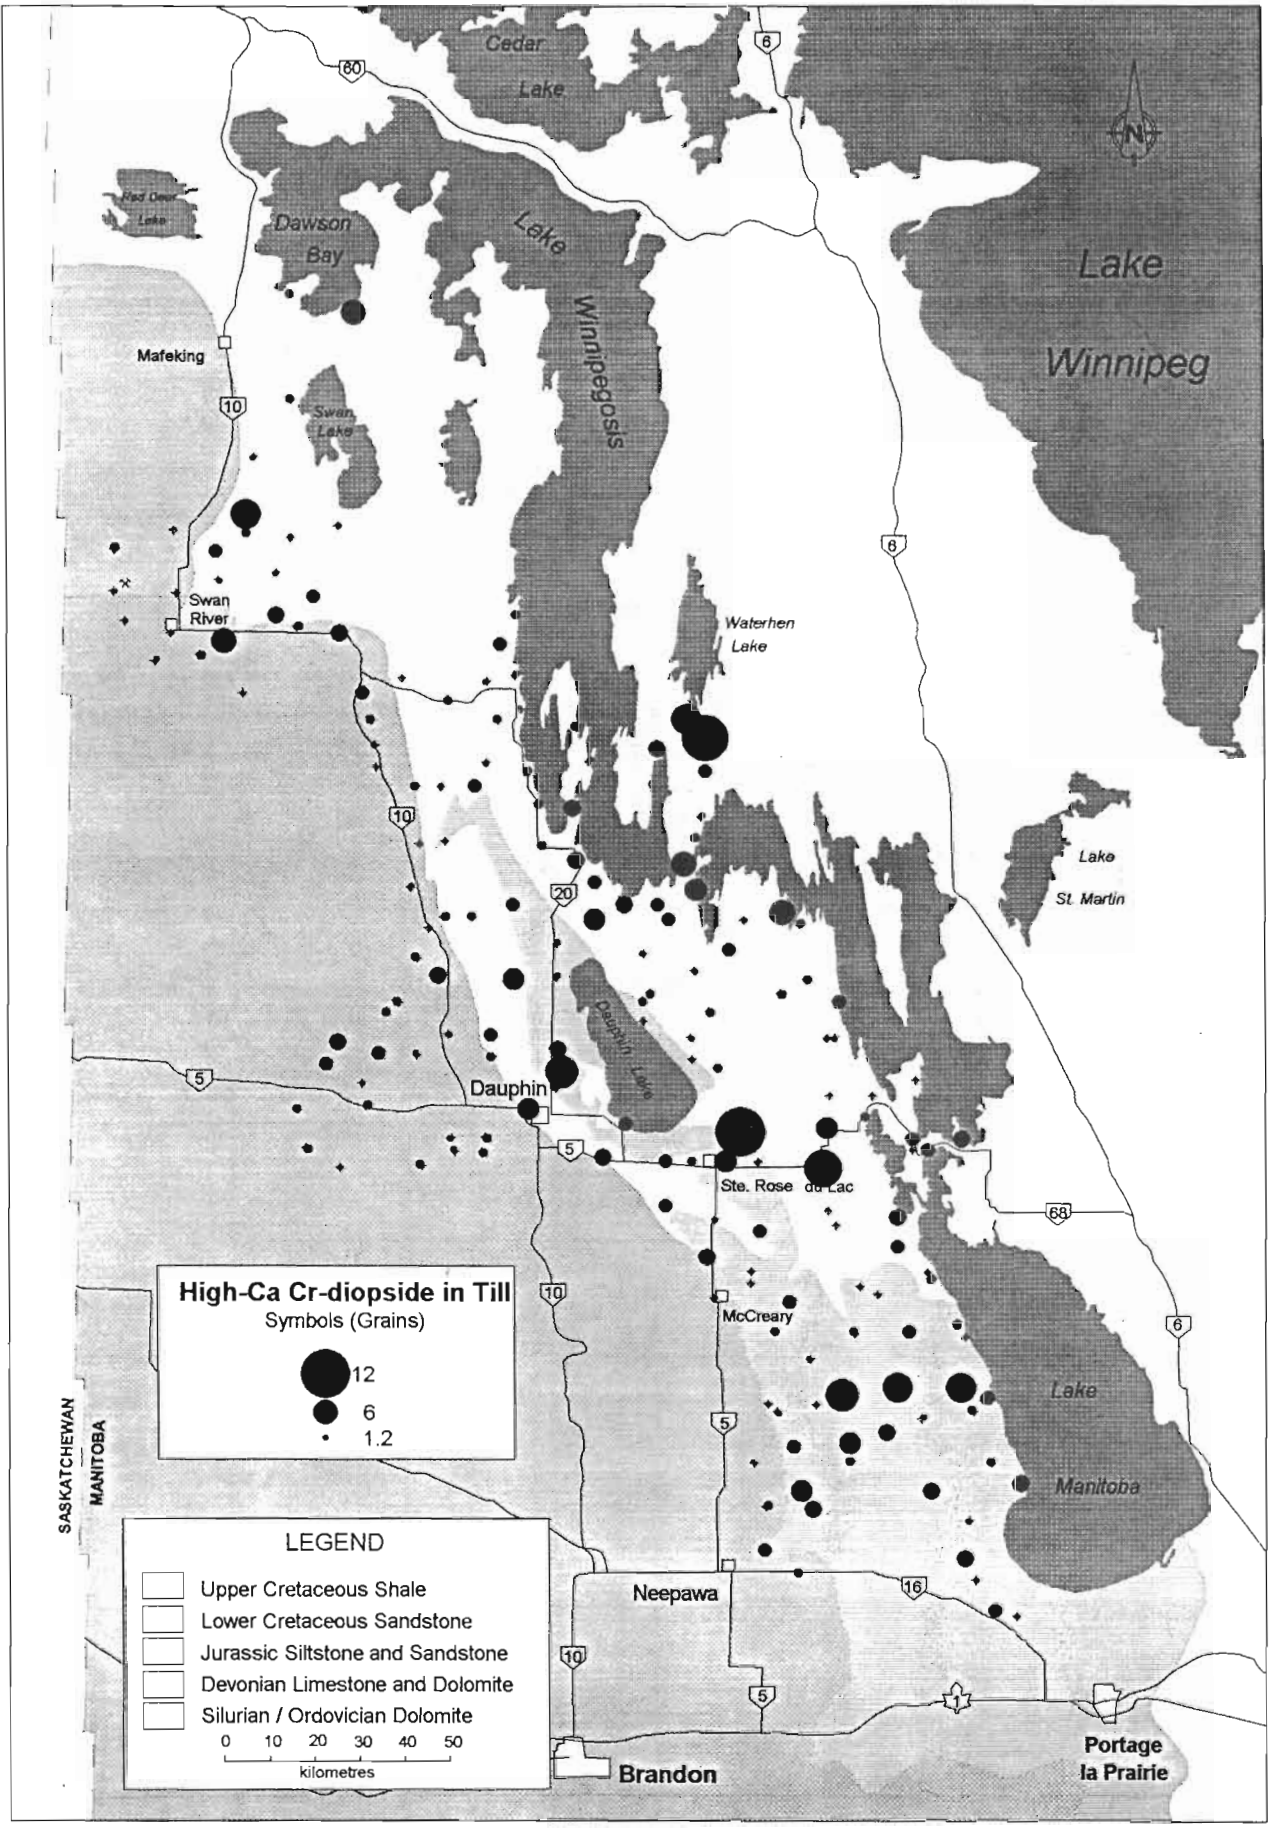 Cedar
Lake
6
60
N
Red Deer
Lake
Dawson
Bay
Lake
Winnipegosis
Lake
Winnipeg
Mafeking
10
Swan
Lake
6
Swan
River
Waterhen
Lake
10
Lake
St. Martin
20
Dauphin Lake
5
Dauphin
5
Ste. Rose du Lac
68
10
McCreary
6
High-Ca Cr-diopside in Till
Symbols (Grains)
12
6
1.2
Lake
Manitoba
5
SASKATCHEWAN
MANITOBA
LEGEND
Upper Cretaceous Shale
Lower Cretaceous Sandstone
Jurassic Siltstone and Sandstone
Devonian Limestone and Dolomite
Silurian / Ordovician Dolomite
0 10 20 30 40 50
kilometres
Neepawa
16
10
5
1
Brandon
Portage
la Prairie